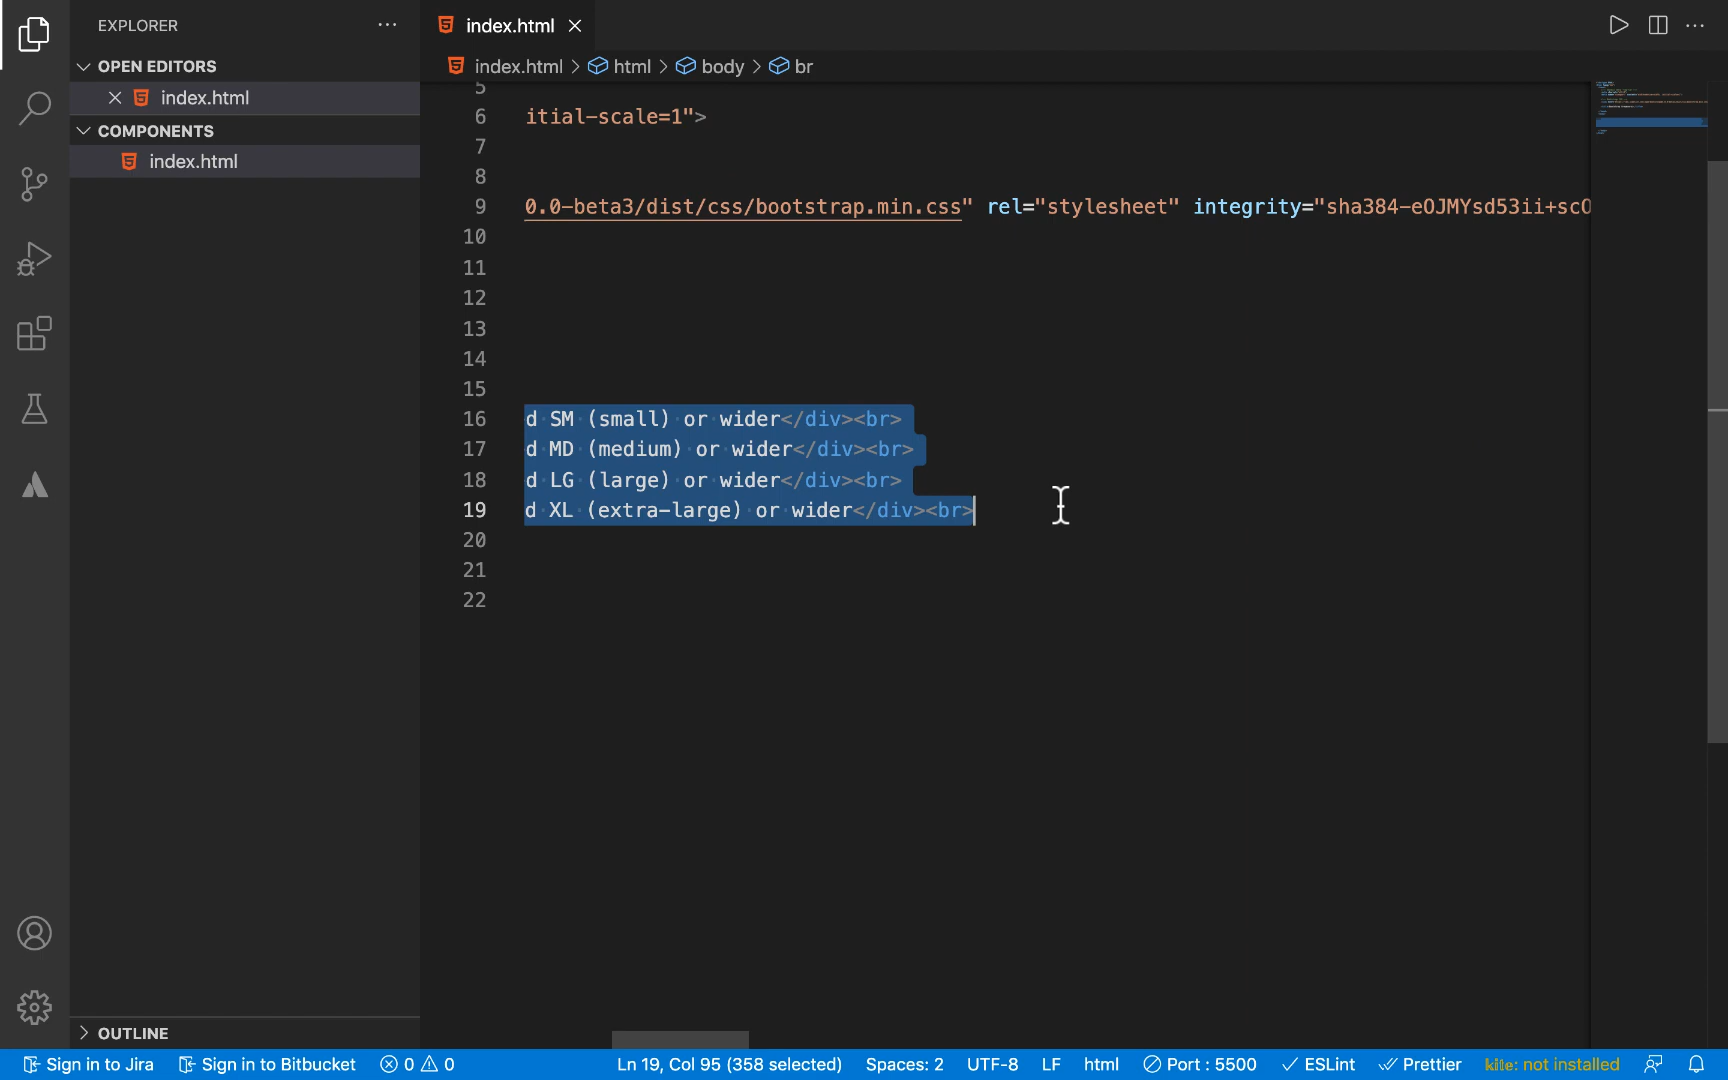 EXPLORER
OPEN EDITORS
index.html
COMPONENTS
index.html
OUTLINE
index.html
index.html > html > body > br
5
6 itial-scale=1">
7
8
9 0.0-beta3/dist/css/bootstrap.min.css" rel="stylesheet" integrity="sha384-eOJMYsd53ii+scO
10
11
12
13
14
15
16 d SM (small) or wider</div><br>
17 d MD (medium) or wider</div><br>
18 d LG (large) or wider</div><br>
19 d XL (extra-large) or wider</div><br>
20
21
22
Sign in to Jira Sign in to Bitbucket 0 0 Ln 19, Col 95 (358 selected) Spaces: 2 UTF-8 LF html Port : 5500 ESLint Prettier kite: not installed